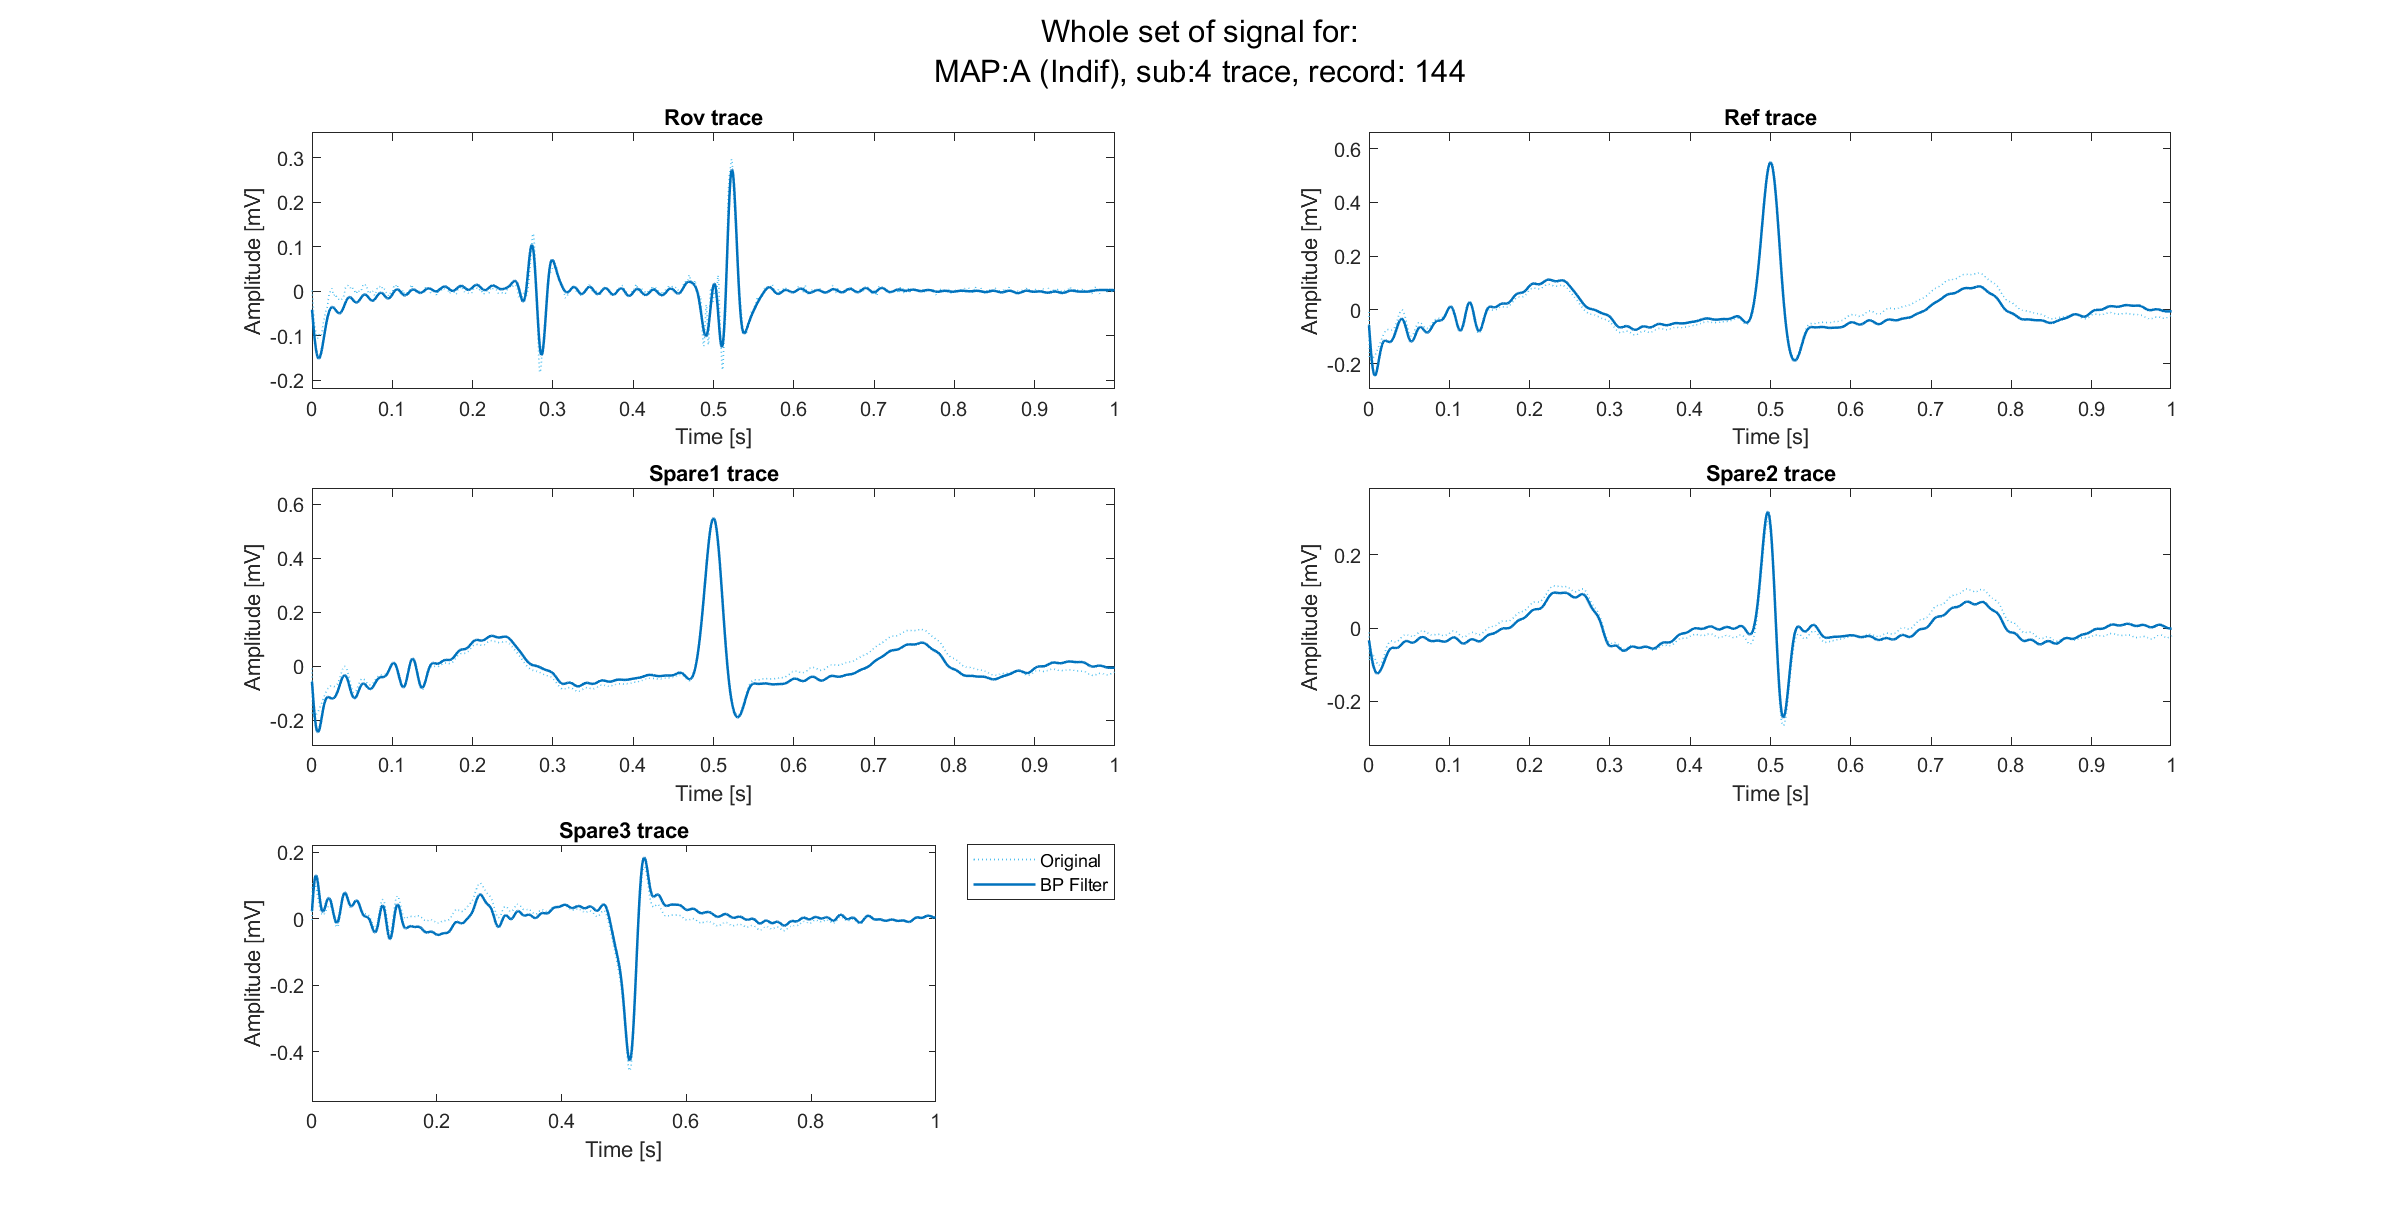 Whole set of signal for:
MAP:A (Indif), sub:4 trace, record: 144
Rov trace
Amplitude [mV]
0.3
0.2
0.1
0
-0.1
-0.2
0 0.1 0.2 0.3 0.4 0.5 0.6 0.7 0.8 0.9 1
Time [s]
Ref trace
Amplitude [mV]
0.6
0.4
0.2
0
-0.2
0 0.1 0.2 0.3 0.4 0.5 0.6 0.7 0.8 0.9 1
Time [s]
Spare1 trace
Amplitude [mV]
0.6
0.4
0.2
0
-0.2
0 0.1 0.2 0.3 0.4 0.5 0.6 0.7 0.8 0.9 1
Time [s]
Spare2 trace
Amplitude [mV]
0.2
0
-0.2
0 0.1 0.2 0.3 0.4 0.5 0.6 0.7 0.8 0.9 1
Time [s]
Spare3 trace
Amplitude [mV]
0.2
0
-0.2
-0.4
0 0.2 0.4 0.6 0.8 1
Time [s]
Original
BP Filter